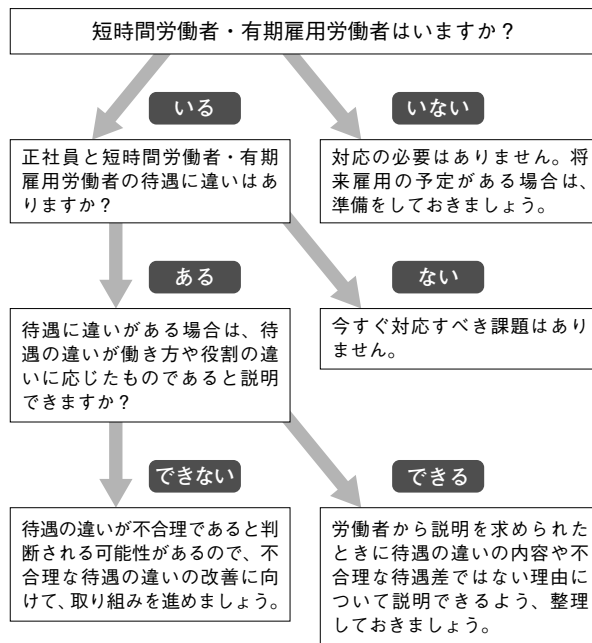 短時間労働者・有期雇用労働者はいますか？
いる
いない
正社員と短時間労働者・有期
雇用労働者の待遇に違いはあ
りますか？
対応の必要はありません。将
来雇用の予定がある場合は、
準備をしておきましょう。
ある
ない
待遇に違いがある場合は、待
遇の違いが働き方や役割の違
いに応じたものであると説明
できますか？
今すぐ対応すべき課題はあり
ません。
できない
できる
待遇の違いが不合理であると判
断される可能性があるので、不
合理な待遇の違いの改善に向
けて、取り組みを進めましょう。
労働者から説明を求められた
ときに待遇の違いの内容や不
合理な待遇差ではない理由に
ついて説明できるよう、整理
しておきましょう。